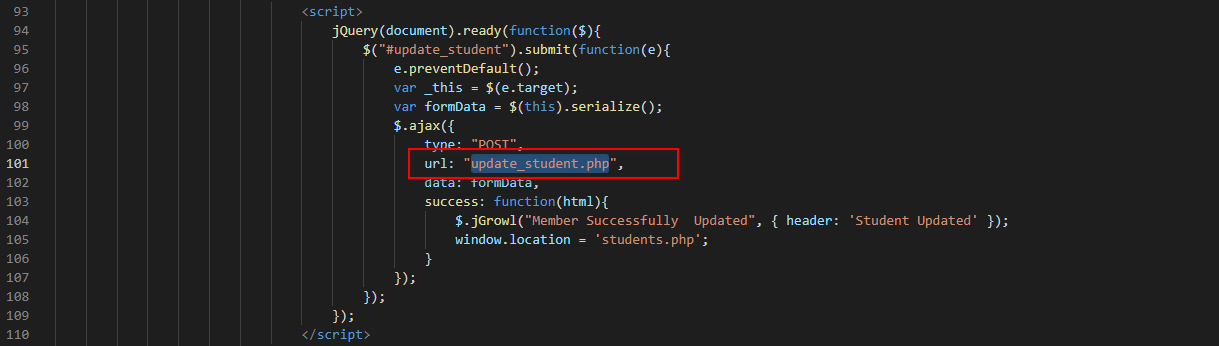 93 <script>
94 jQuery(document).ready(function($){
95 $("#update_student").submit(function(e){
96 e.preventDefault();
97 var _this = $(e.target);
98 var formData = $(this).serialize();
99 $.ajax({
100 type: "POST",
101 url: "update_student.php",
102 data: formData,
103 success: function(html){
104 $.jGrowl("Member Successfully  Updated", { header: 'Student Updated' });
105 window.location = 'students.php';
106 }
107 });
108 });
109 });
110 </script>